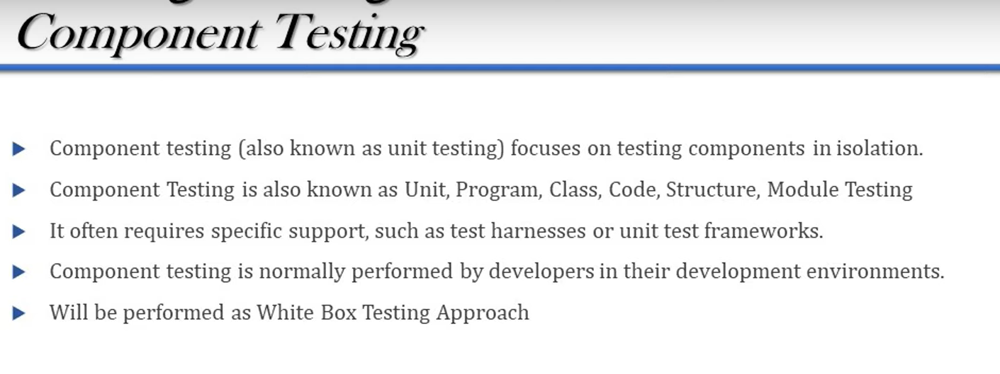 Component Testing
Component testing (also known as unit testing) focuses on testing components in isolation.
Component Testing is also known as Unit, Program, Class, Code, Structure, Module Testing
It often requires specific support, such as test harnesses or unit test frameworks.
Component testing is normally performed by developers in their development environments.
Will be performed as White Box Testing Approach